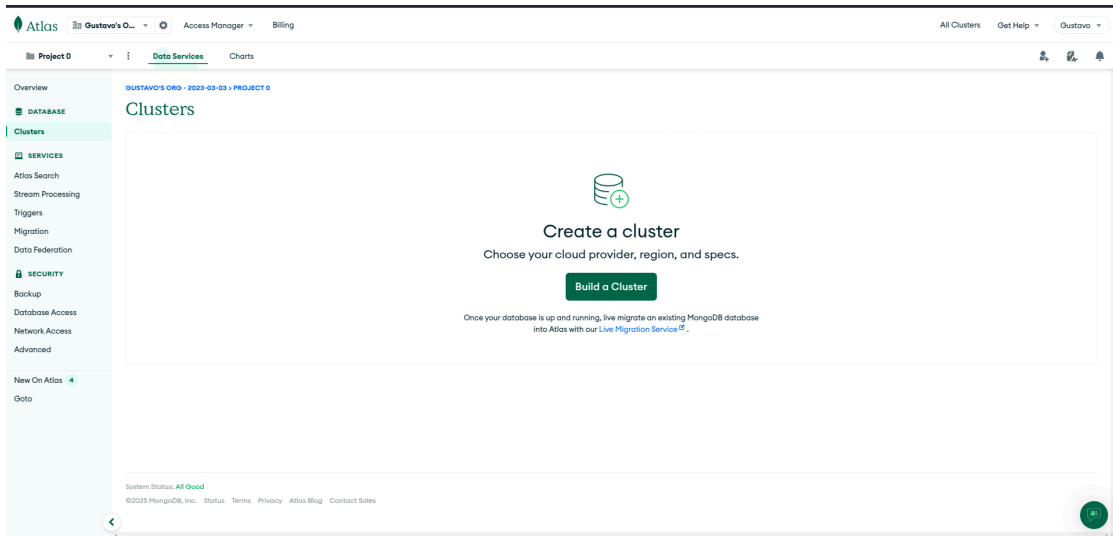 Atlas Gustavo's O... Access Manager Billing All Clusters Get Help Gustavo
Project 0 Data Services Charts
Overview
DATABASE
Clusters
SERVICES
Atlas Search
Stream Processing
Triggers
Migration
Data Federation
SECURITY
Backup
Database Access
Network Access
Advanced
New On Atlas 4
Goto
GUSTAVO'S ORG - 2023-03-03 > PROJECT 0
Clusters
Create a cluster
Choose your cloud provider, region, and specs.
Build a Cluster
Once your database is up and running, live migrate an existing MongoDB database
into Atlas with our Live Migration Service .
System Status: All Good
©2025 MongoDB, Inc. Status Terms Privacy Atlas Blog Contact Sales